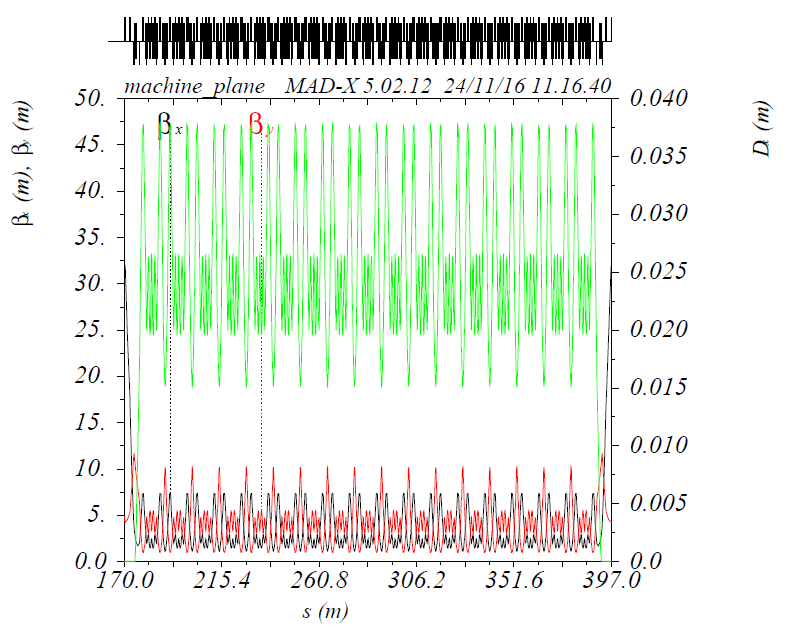 machine_plane MAD-X 5.02.12 24/11/16 11.16.40
βx (m), βy (m)
50.
45.
40.
35.
30.
25.
20.
15.
10.
5.
0.0
βx
βy
0.040
0.035
0.030
0.025
0.020
0.015
0.010
0.005
0.0
D (m)
170.0 215.4 260.8 306.2 351.6 397.0
s (m)